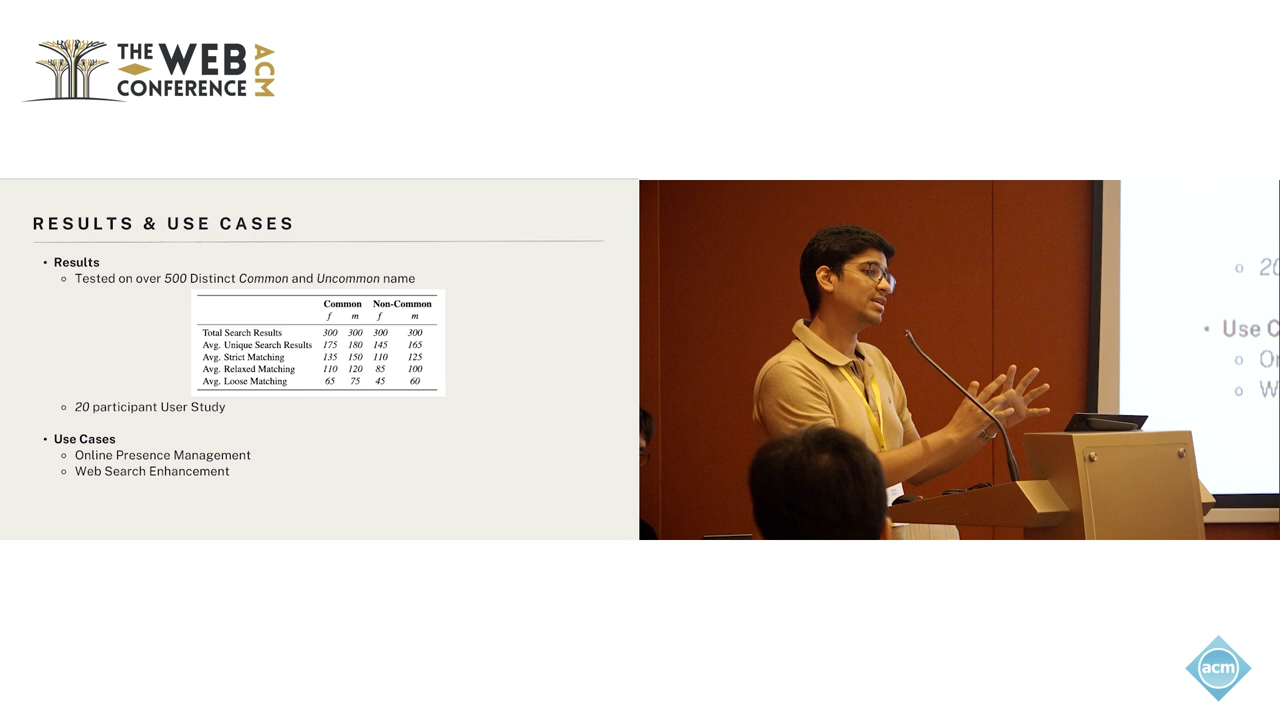 THE WEB ACM
CONFERENCE
RESULTS & USE CASES
• Results
○ Tested on over 500 Distinct Common and Uncommon name
Common Non-Common
f m f m
Total Search Results 300 300 300 300
Avg. Unique Search Results 175 180 145 165
Avg. Strict Matching 135 150 110 125
Avg. Relaxed Matching 110 120 85 100
Avg. Loose Matching 65 75 45 60
○ 20 participant User Study
• Use Cases
○ Online Presence Management
○ Web Search Enhancement
○ 20
• Use C
○ On
○ W
acm